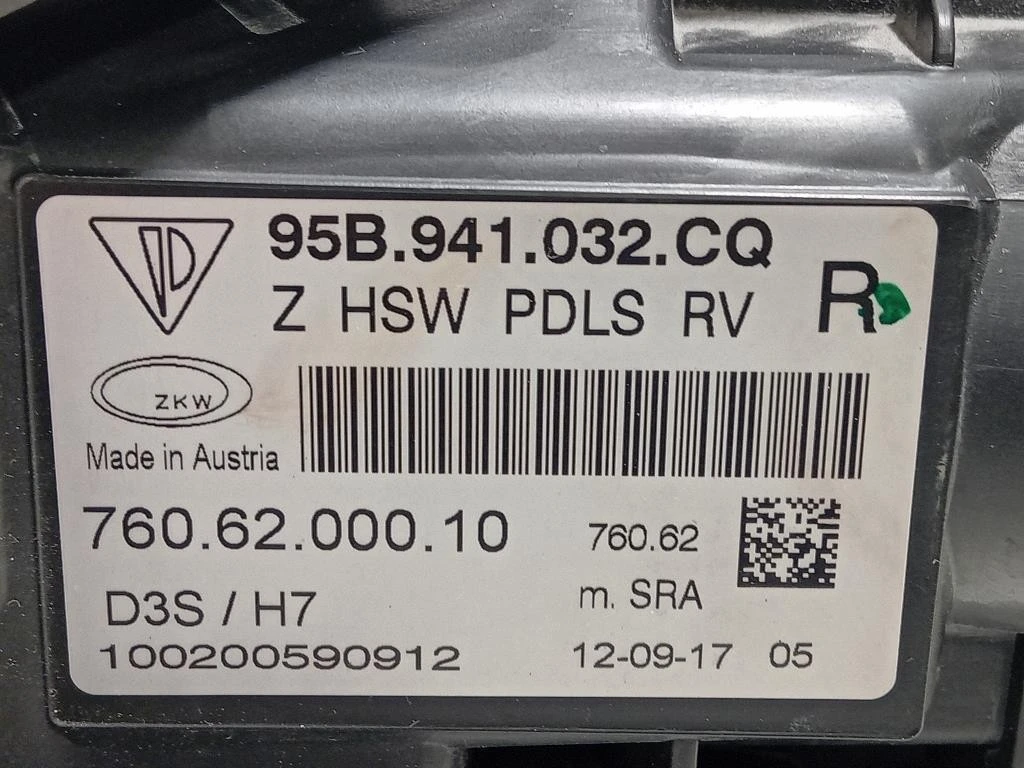 95B.941.032.CQ
Z HSW PDLS RV R
ZKW
Made in Austria
760.62.000.10 760.62
m. SRA
D3S / H7
100200590912 12-09-17 05